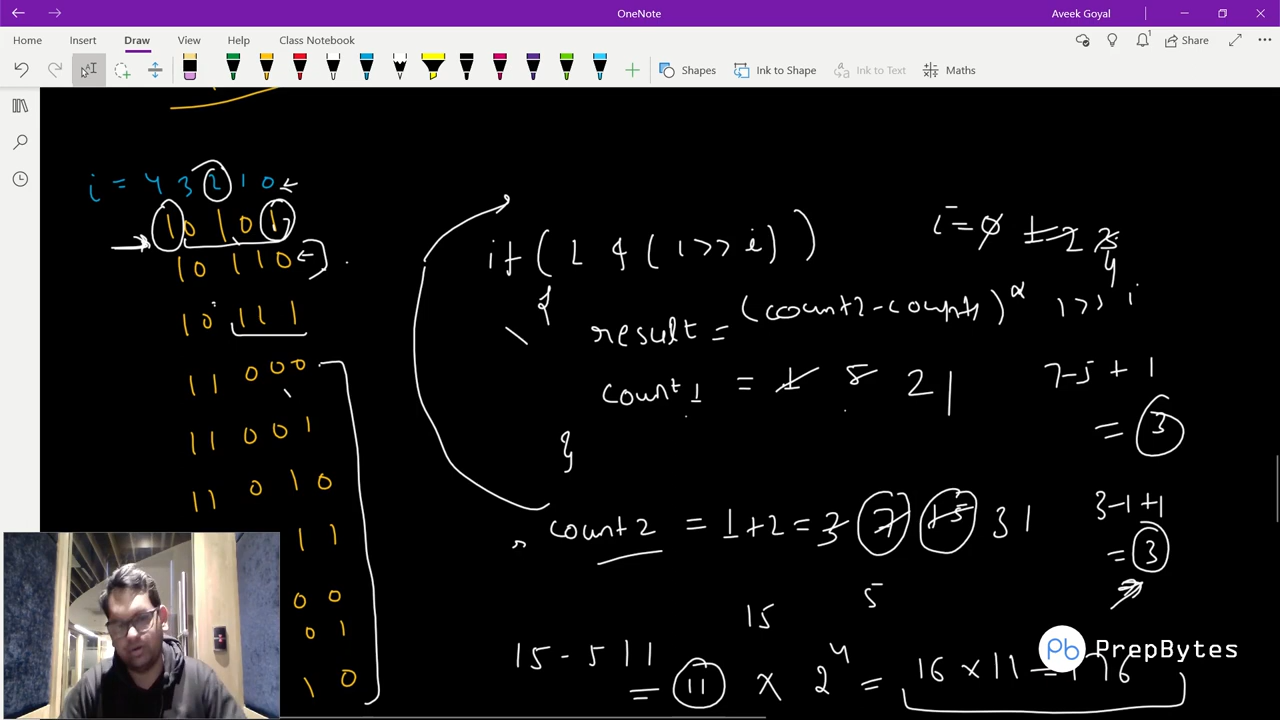 OneNote
Aveek Goyal
Home Insert Draw View Help Class Notebook
Share
Shapes
Ink to Shape
Ink to Text
Maths
i = 4 3 2 1 0
1 0 1 0 1
1 0 1 1 0
1 0 1 1 1
1 1 0 0 0
1 1 0 0 1
1 1 0 1 0
1 1
0 0
0 1
1 0
if ( L & ( 1 >> i ) )
{
result = (count2 - count1) * 1 >> i
count1 = 1 5 21
}
count2 = 1+2 = 3 7 15 31
i = 0 1 2 3
4
7-5 + 1
= 3
3-1 +1
= 3
15 5
15 - 5 11
= 11 x 2^4 = 16 x 11 = 176
PrepBytes